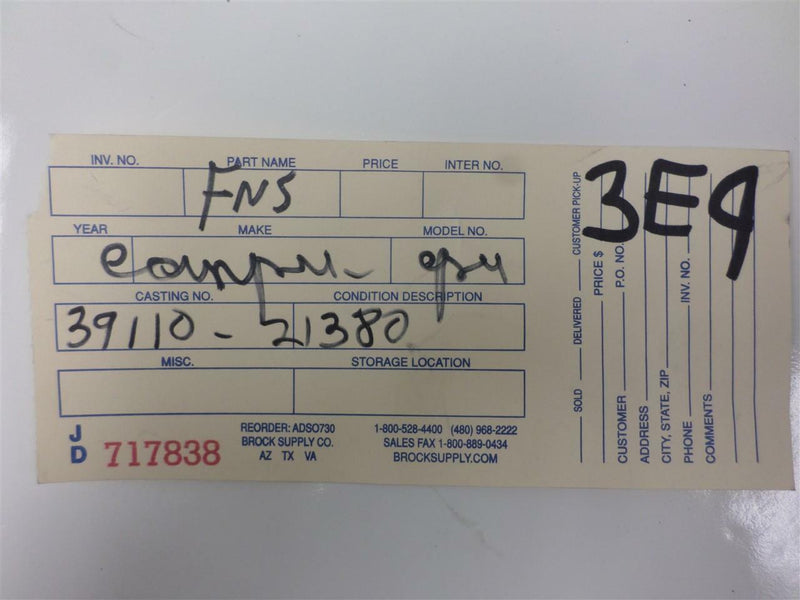 INV. NO. PART NAME PRICE INTER NO.
FNS
YEAR MAKE MODEL NO.
CASTING NO. CONDITION DESCRIPTION
39110 - 21380
MISC. STORAGE LOCATION
JD 717838
REORDER: ADSO730
BROCK SUPPLY CO.
AZ TX VA
1-800-528-4400 (480) 968-2222
SALES FAX 1-800-889-0434
BROCKSUPPLY.COM
3E9
SOLD DELIVERED CUSTOMER PICK-UP
PRICE $
CUSTOMER P.O. NO.
ADDRESS
CITY, STATE, ZIP
PHONE INV. NO.
COMMENTS